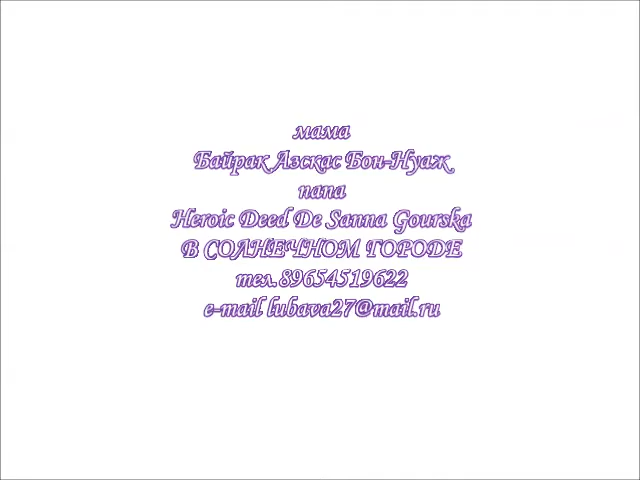 мама
Байрак Азскас Бон-Нуаж
папа
Heroic Deed De Sanna Gourska
В СОЛНЕЧНОМ ГОРОДЕ
тел.89654519622
e-mail lubava27@mail.ru